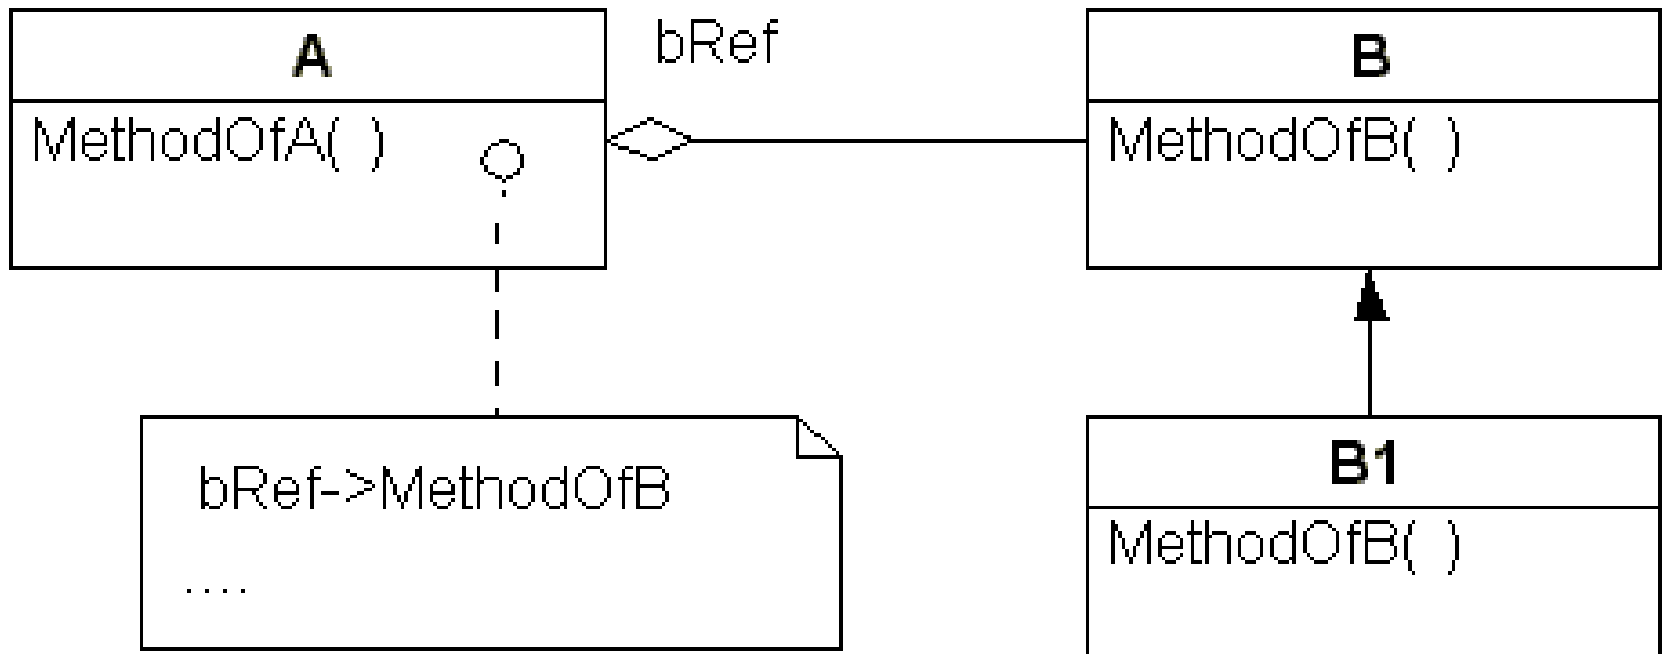 A
bRef
B
MethodOfA( )
MethodOfB( )
bRef->MethodOfB
....
B1
MethodOfB( )